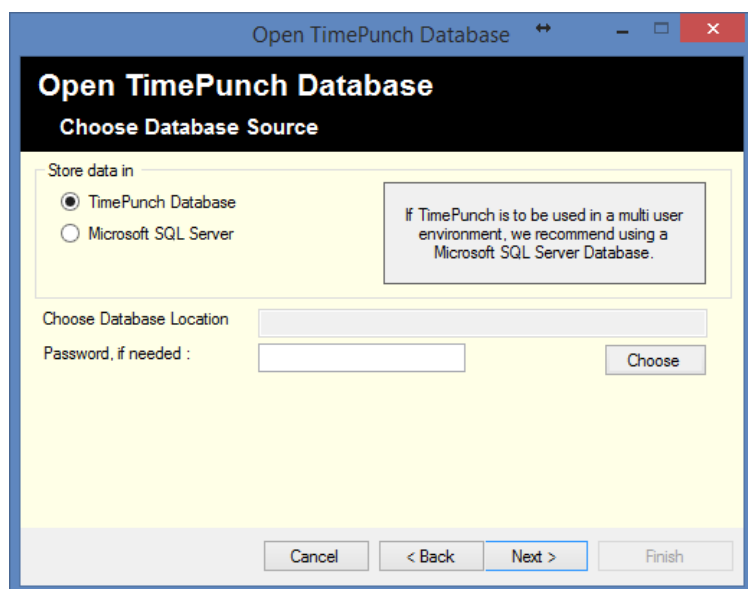 Open TimePunch Database
Open TimePunch Database
Choose Database Source
Store data in
TimePunch Database
Microsoft SQL Server
If TimePunch is to be used in a multi user
environment, we recommend using a
Microsoft SQL Server Database.
Choose Database Location
Password, if needed :
Choose
Cancel
< Back
Next >
Finish